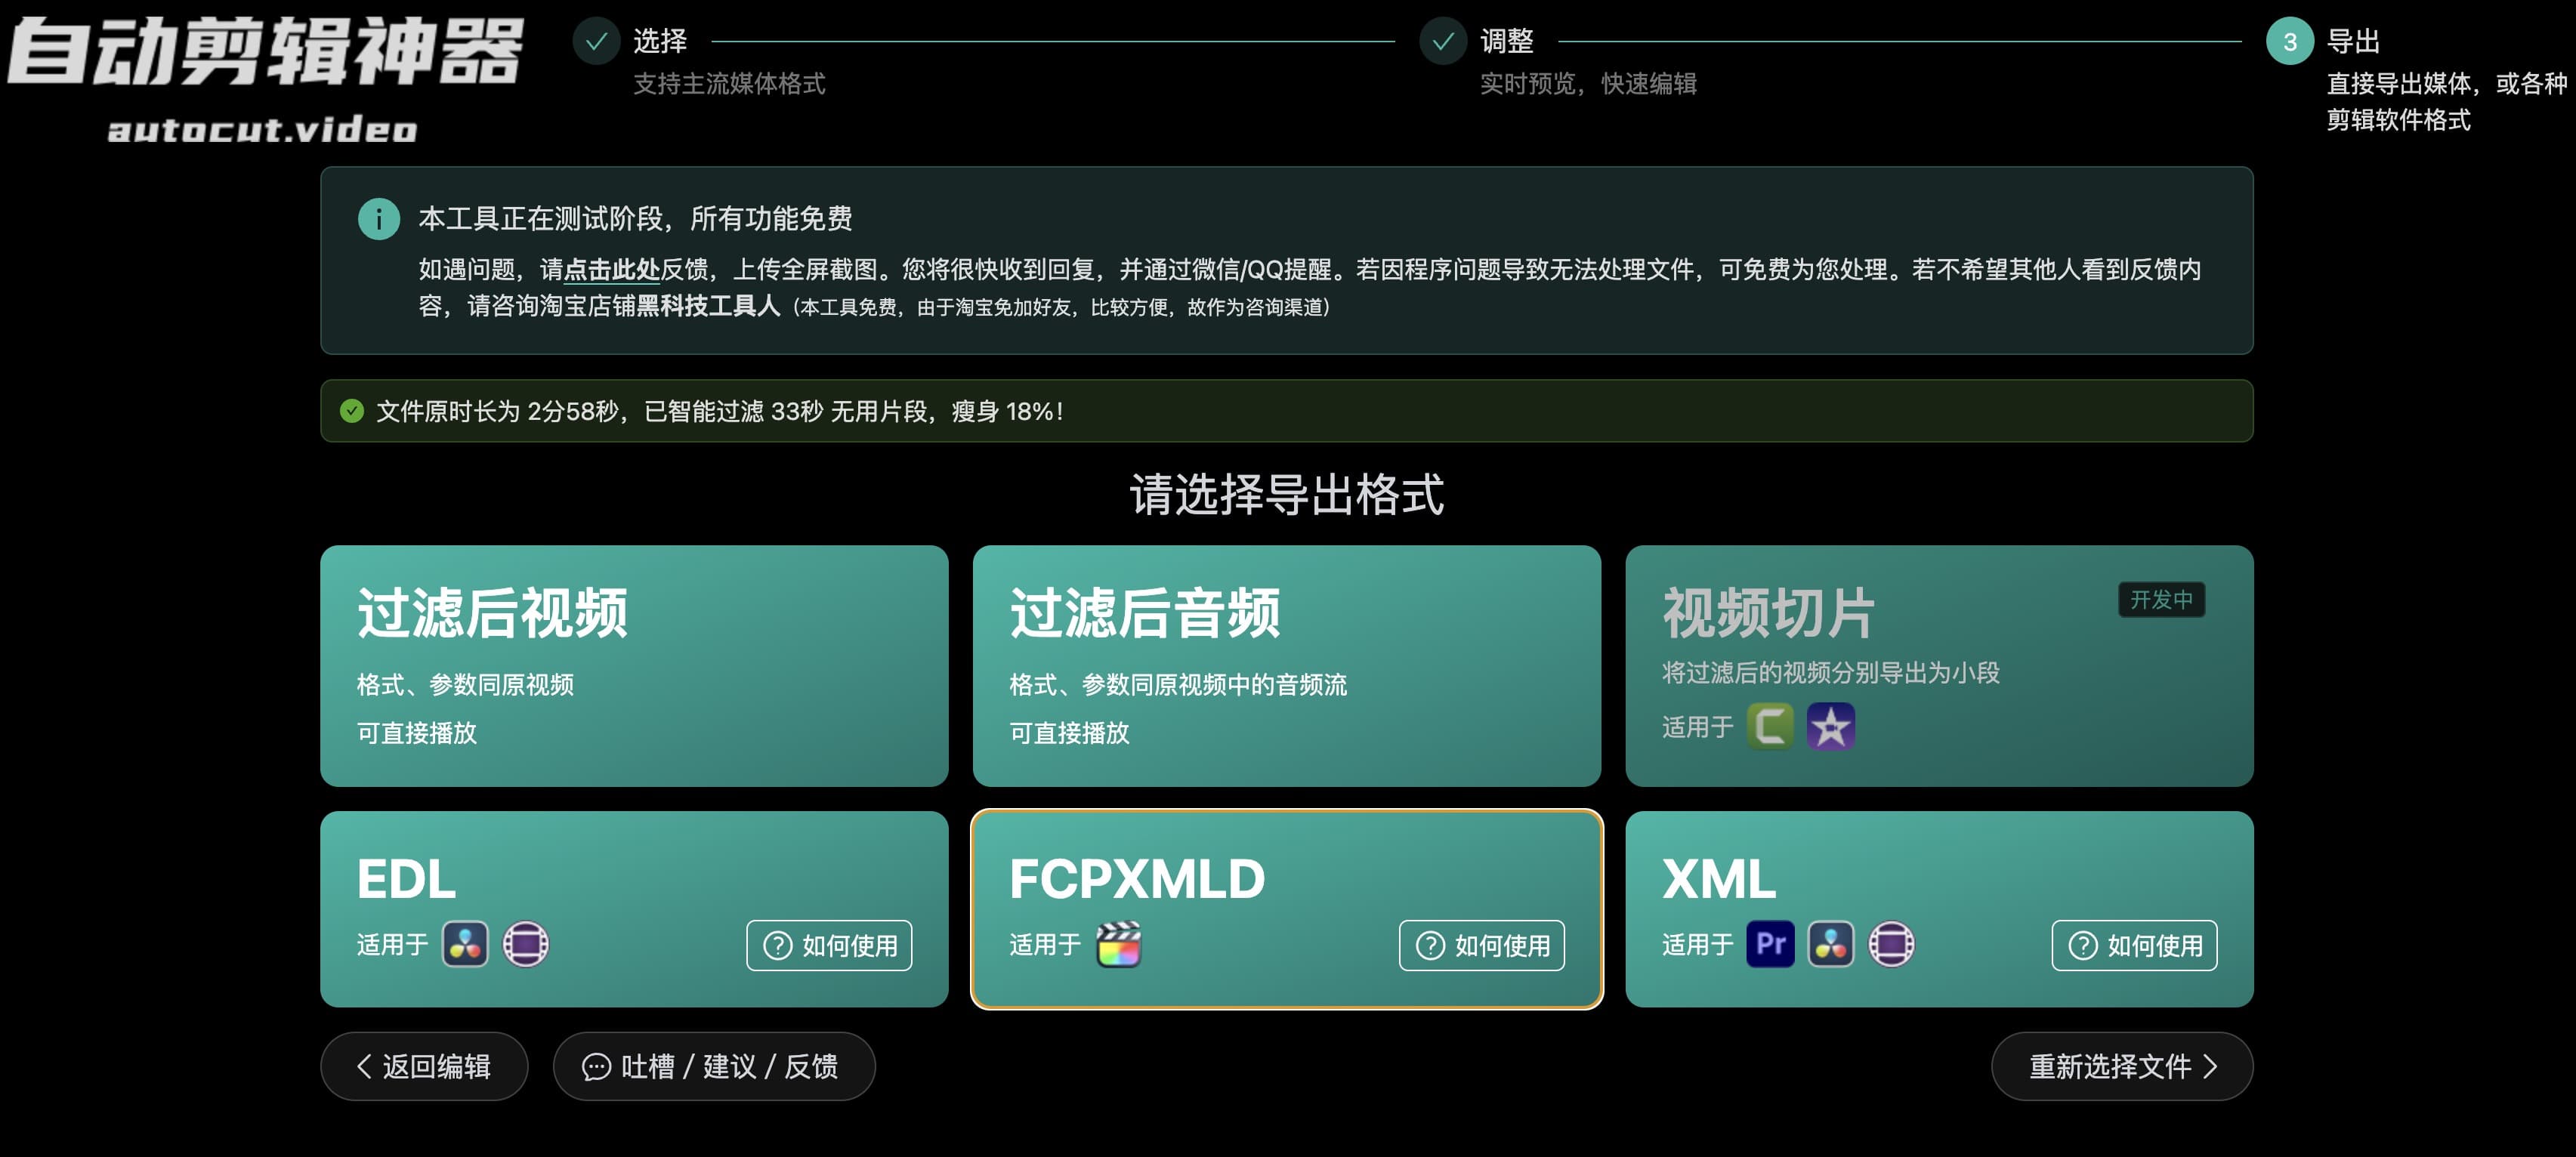 自动剪辑神器
autocut.video
选择
支持主流媒体格式
调整
实时预览，快速编辑
3 导出
直接导出媒体，或各种
剪辑软件格式
本工具正在测试阶段，所有功能免费
如遇问题，请点击此处反馈，上传全屏截图。您将很快收到回复，并通过微信/QQ提醒。若因程序问题导致无法处理文件，可免费为您处理。若不希望其他人看到反馈内
容，请咨询淘宝店铺黑科技工具人（本工具免费，由于淘宝免加好友，比较方便，故作为咨询渠道）
文件原时长为 2分58秒，已智能过滤 33秒 无用片段，瘦身 18%！
请选择导出格式
过滤后视频
格式、参数同原视频
可直接播放
过滤后音频
格式、参数同原视频中的音频流
可直接播放
视频切片
开发中
将过滤后的视频分别导出为小段
适用于
EDL
适用于
如何使用
FCPXMLD
适用于
如何使用
XML
适用于 Pr
如何使用
返回编辑
吐槽 / 建议 / 反馈
重新选择文件